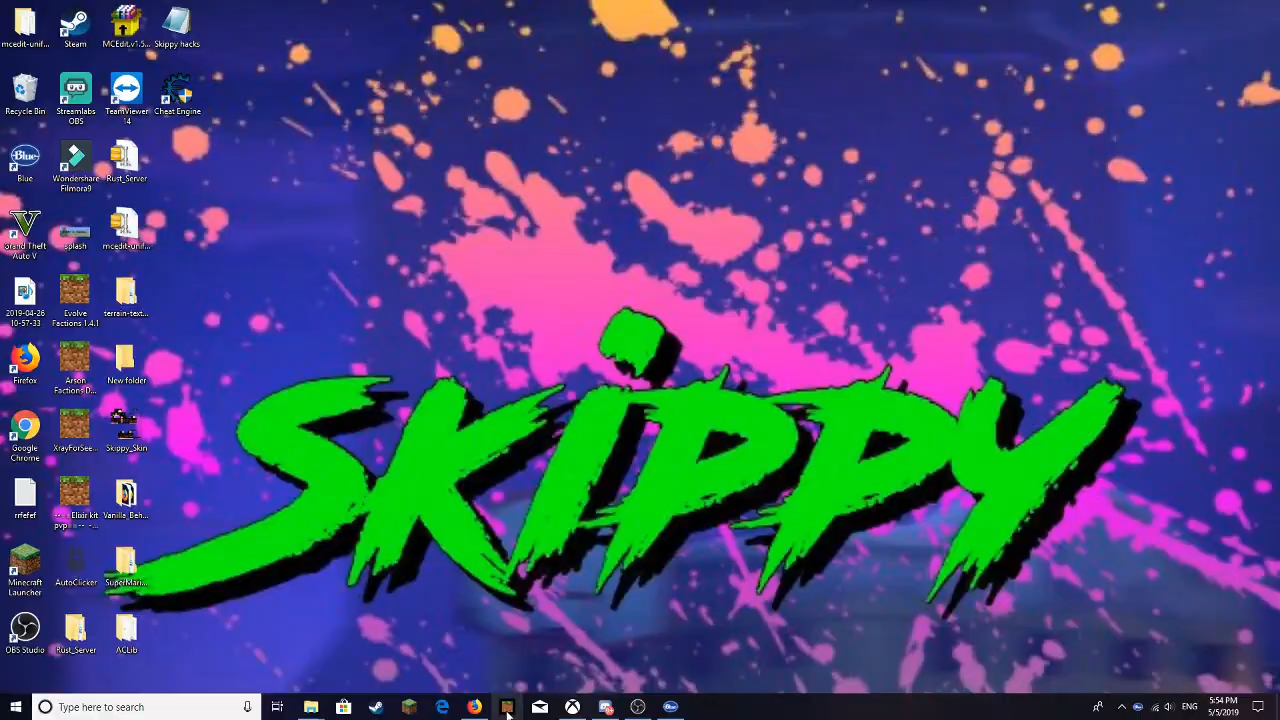 mcedit-unif...
Steam
MCEdit.v1.5...
Skippy hacks
Recycle Bin
Streamlabs
OBS
TeamViewer
14
Cheat Engine
Blue
Blue
Wondershare
Filmora9
Rust_Server
Grand Theft
Auto V
splash
mcedit-unif...
2019-04-26
10-57-33
Evolve
Factions 1.4.1
terrain-text...
Firefox
Arson
Factions D...
New folder
Google
Chrome
XrayForSee...
Skippy_Skin
rrfefef
Elixir kit
pvp
Vanilla_Beh...
Minecraft
Launcher
AutoClicker
SuperMari...
OBS Studio
Rust_Server
ACLib
SKIPPY
Type here to search
ENG
5:54 PM
5/5/2019